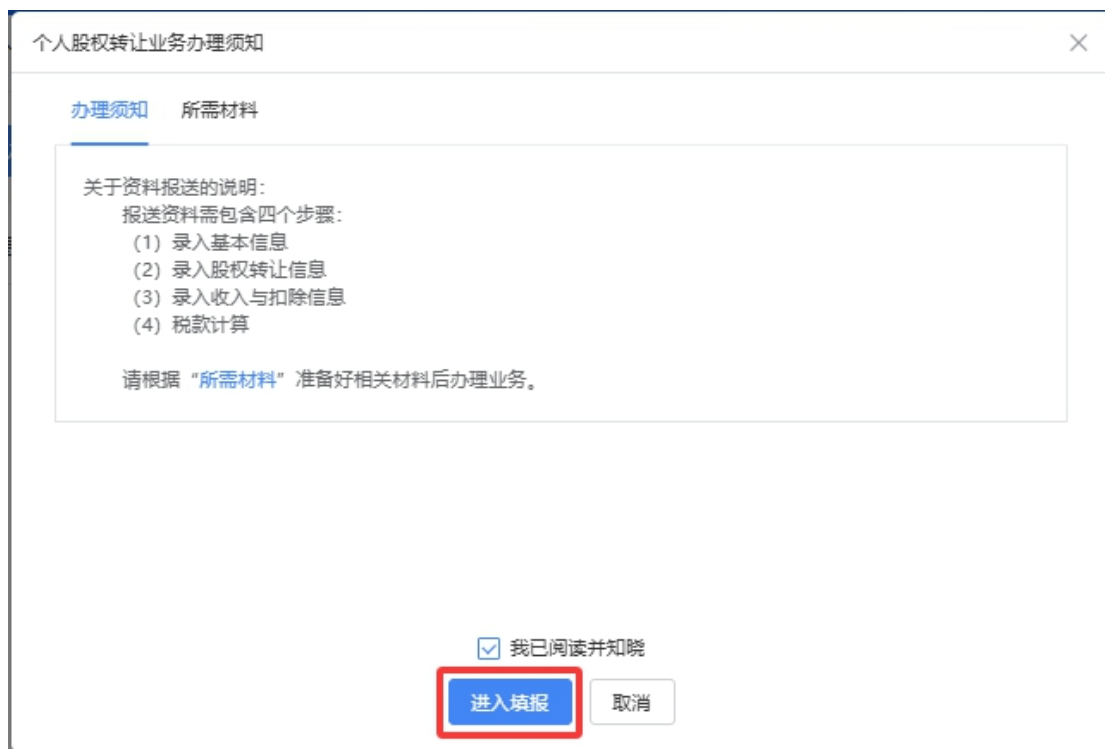 个人股权转让业务办理须知
办理须知 所需材料
关于资料报送的说明：
报送资料需包含四个步骤：
(1) 录入基本信息
(2) 录入股权转让信息
(3) 录入收入与扣除信息
(4) 税款计算
请根据“所需材料”准备好相关材料后办理业务。
我已阅读并知晓
进入填报 取消